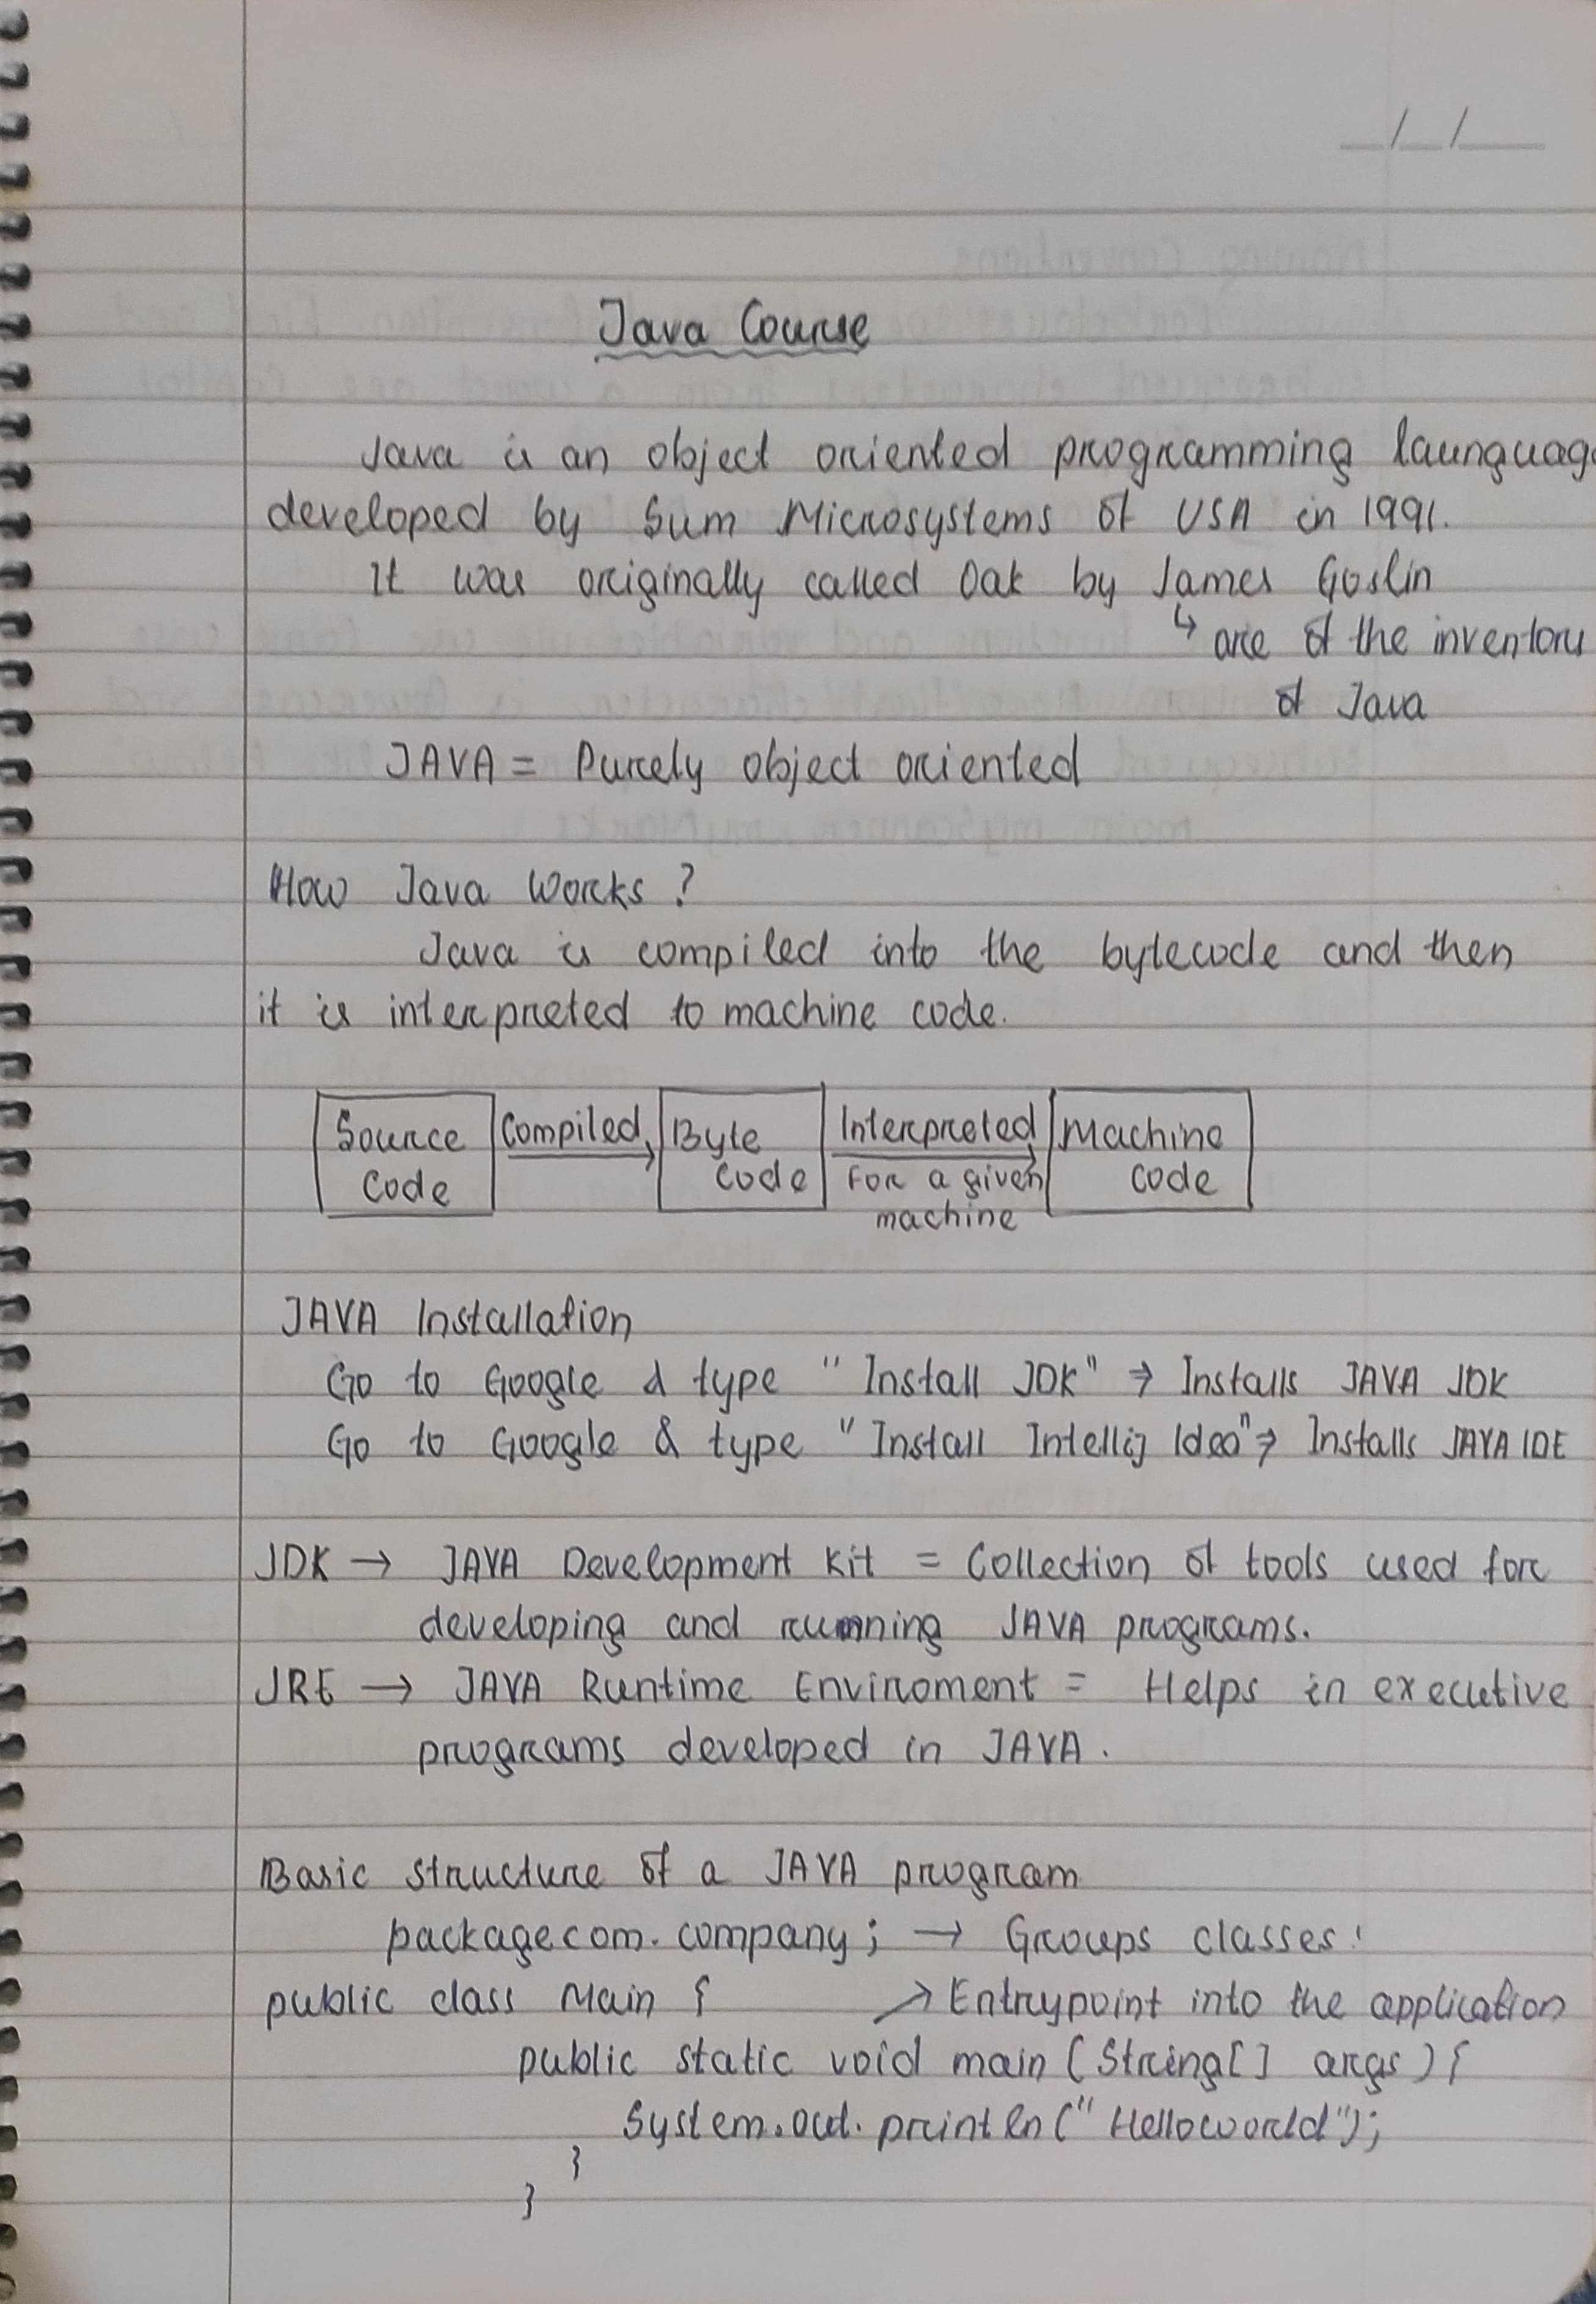 __/__/____
Java Course
Java is an object oriented programming launguag
developed by Sum Microsystems of USA in 1991.
It was originally called Oak by James Goslin
↳ one of the inventors
of Java
JAVA = Purely object oriented
How Java Works ?
Java is compiled into the bytecode and then
it is interpreted to machine code.
Source Code Compiled → Byte Code Interpreted → For a given machine Machine Code
JAVA Installation
Go to Google & type "Install JDK" ⇒ Installs JAVA JDK
Go to Google & type "Install Intellij Idea" ⇒ Installs JAVA IDE
JDK → JAVA Development Kit = Collection of tools used for
developing and running JAVA programs.
JRE → JAVA Runtime Enviroment = Helps in executive
programs developed in JAVA.
Basic structure of a JAVA program
package com.company; → Groups classes!
public class Main { ↗ Entrypoint into the application
public static void main (String[] args) {
System.out.println("Helloworld");
}
}